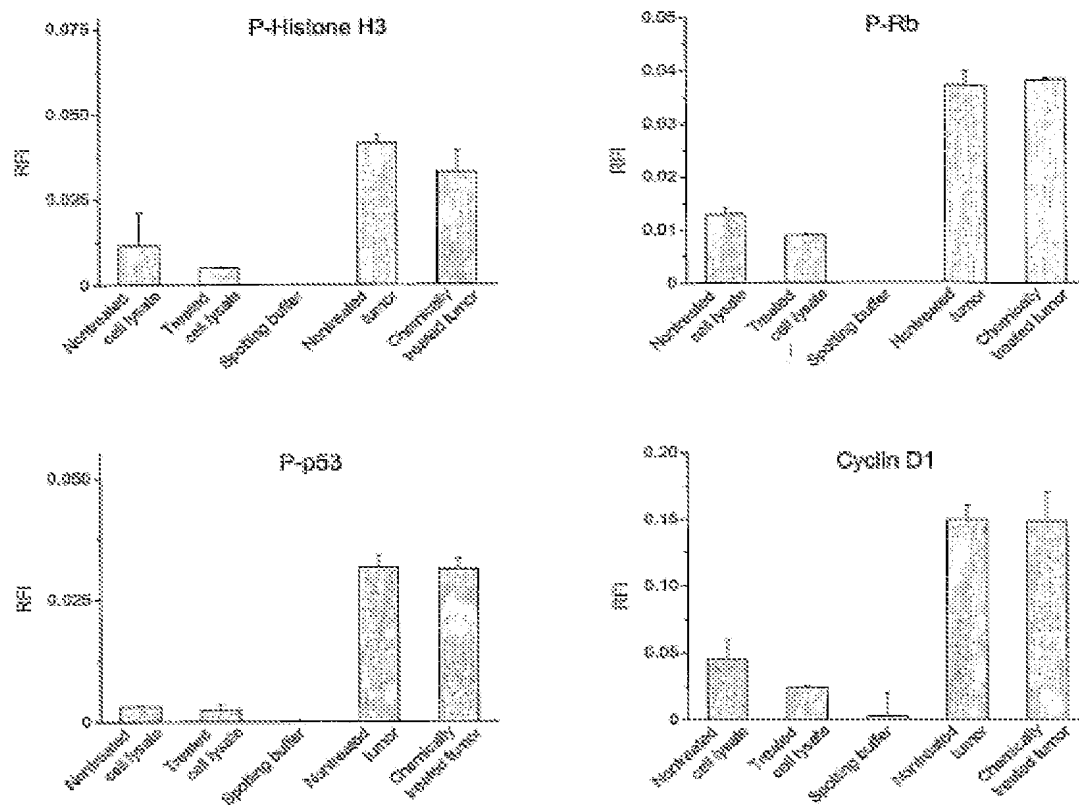 P-Histone H3
0.075
0.050
0.025
0
RFI
Nontreated
cell lysate
Treated
cell lysate
Spotting buffer
Nontreated
tumor
Chemically
treated tumor
P-Rb
0.05
0.04
0.03
0.02
0.01
0
RFI
Nontreated
cell lysate
Treated
cell lysate
Spotting buffer
Nontreated
tumor
Chemically
treated tumor
P-p53
0.050
0.025
0
RFI
Nontreated
cell lysate
Treated
cell lysate
Spotting buffer
Nontreated
tumor
Chemically
treated tumor
Cyclin D1
0.20
0.15
0.10
0.05
0
RFI
Nontreated
cell lysate
Treated
cell lysate
Spotting buffer
Nontreated
tumor
Chemically
treated tumor